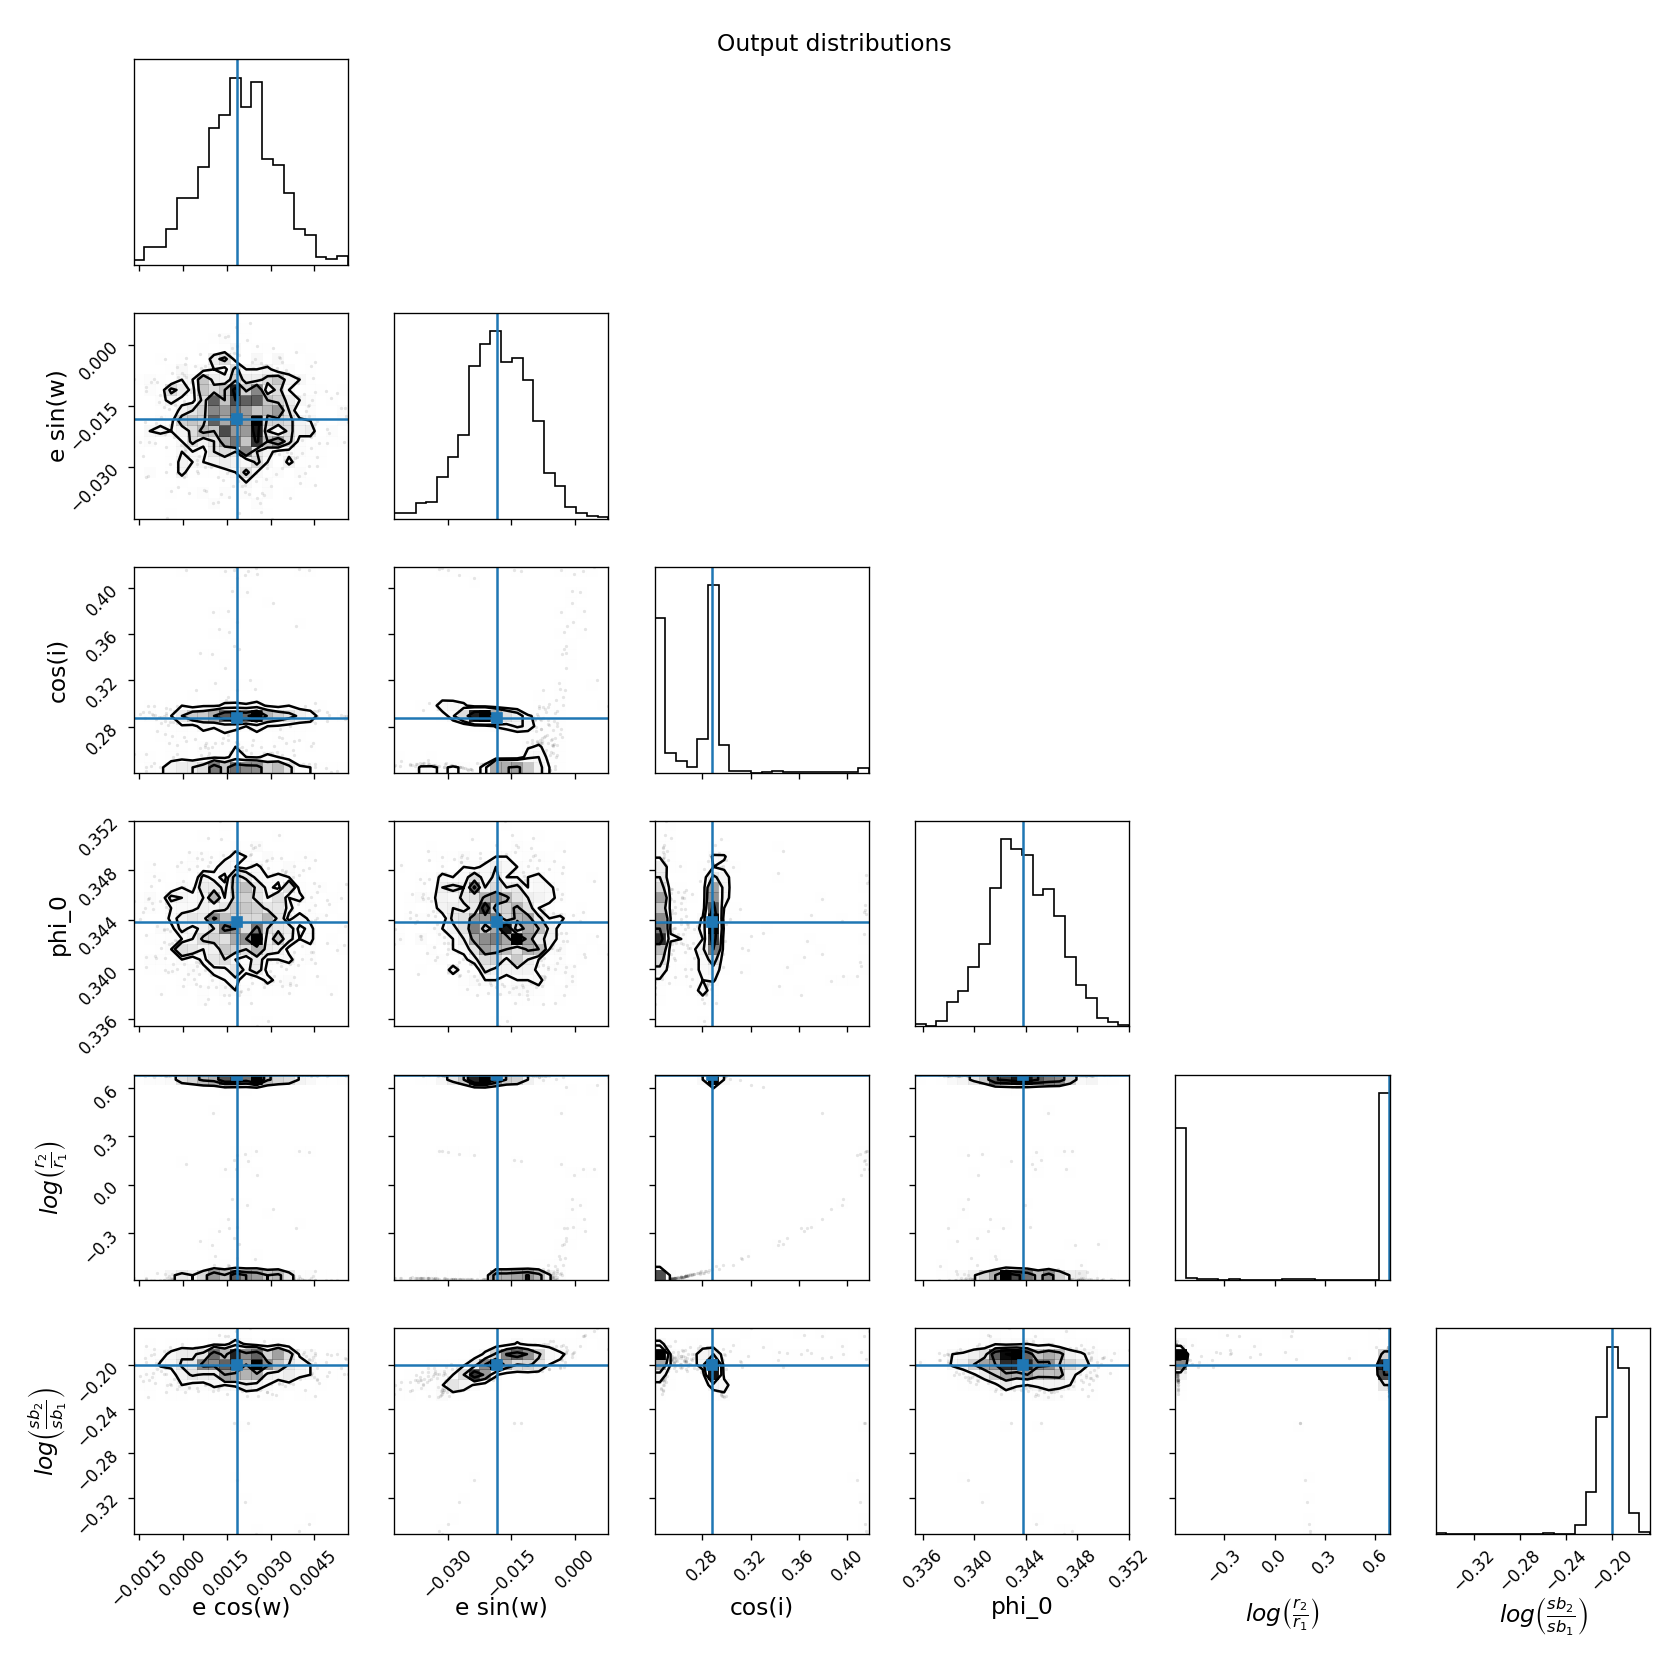 Output distributions
e sin(w)
0.000
−0.015
−0.030
cos(i)
0.40
0.36
0.32
0.28
phi_0
0.352
0.348
0.344
0.340
0.336
log(r2/r1)
0.6
0.3
0.0
−0.3
log(sb2/sb1)
−0.20
−0.24
−0.28
−0.32
−0.0015 0.0000 0.0015 0.0030 0.0045
e cos(w)
−0.030 −0.015 0.000
e sin(w)
0.28 0.32 0.36 0.40
cos(i)
0.336 0.340 0.344 0.348 0.352
phi_0
−0.3 0.0 0.3 0.6
log(r2/r1)
−0.32 −0.28 −0.24 −0.20
log(sb2/sb1)